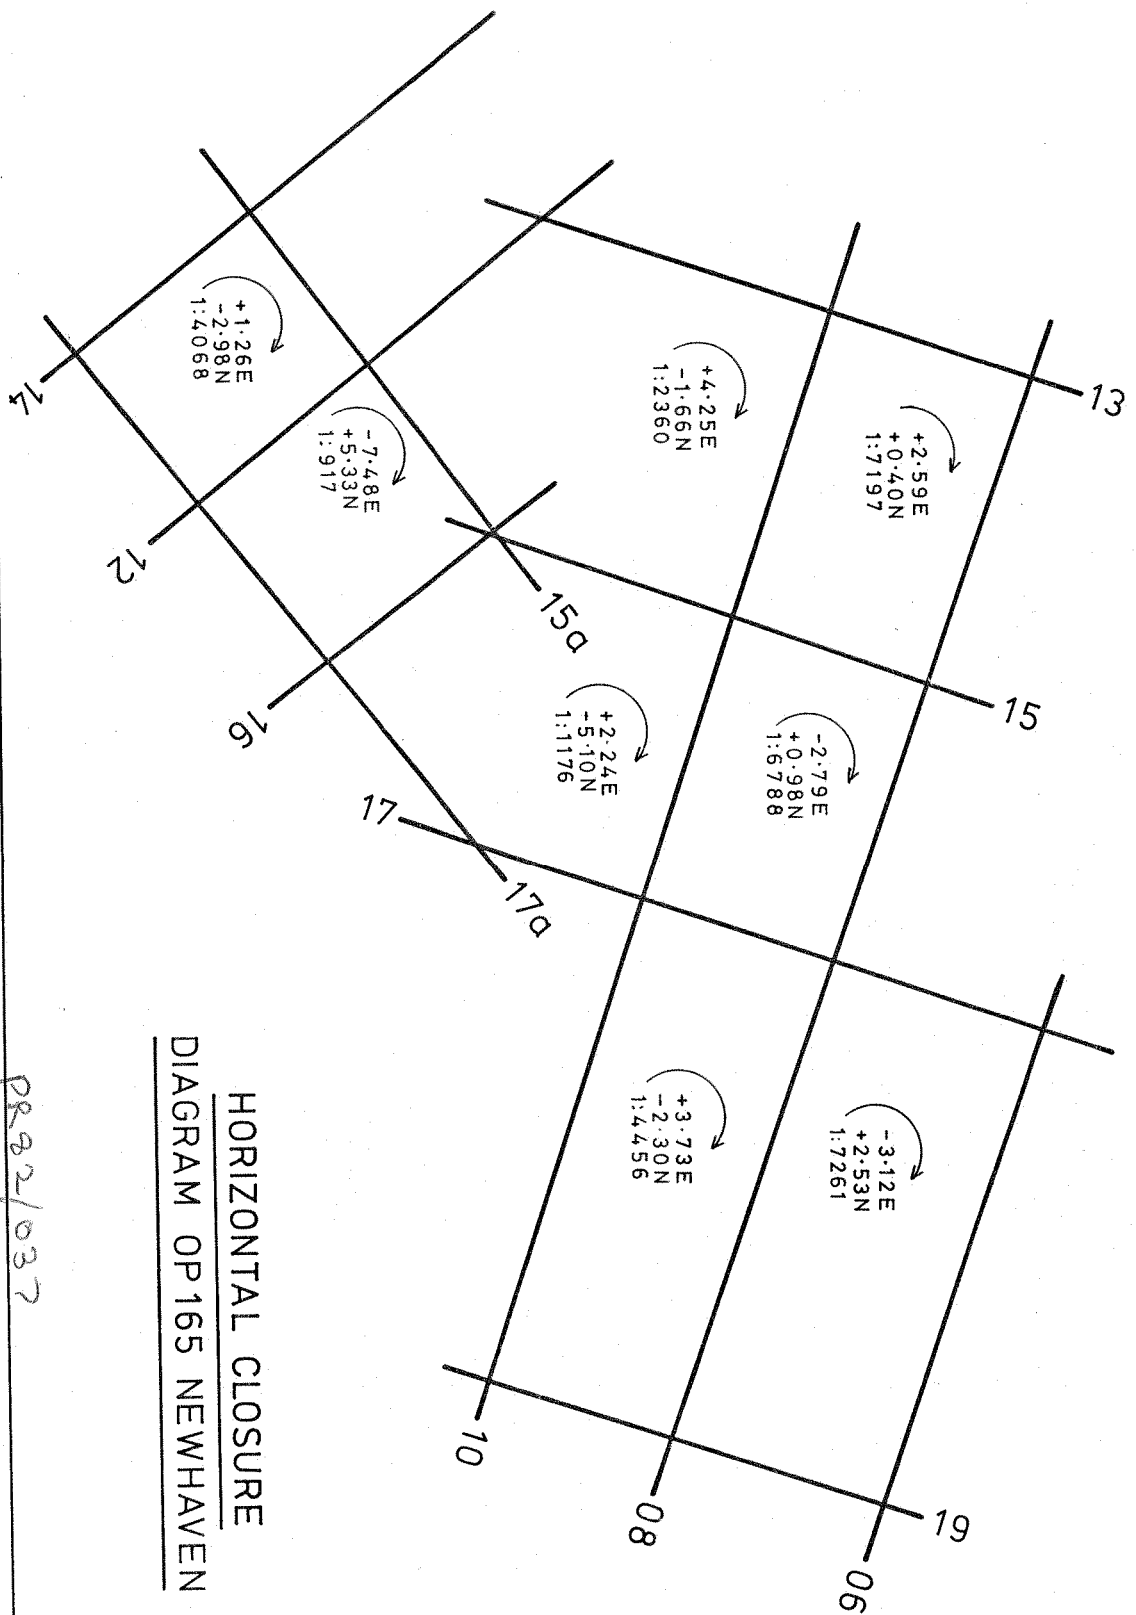 13
+2·59E
+0·40N
1:7197
+4·25E
-1·66N
1:2360
+1·26E
-2·98N
1:4068
-7·48E
+5·33N
1:917
14
12
15a
16
15
-2·79E
+0·98N
1:6788
+2·24E
-5·10N
1:1176
17
17a
-3·12E
+2·53N
1:7261
+3·73E
-2·30N
1:4456
10
08
19
06
HORIZONTAL CLOSURE
DIAGRAM OP165 NEWHAVEN
PR82/037